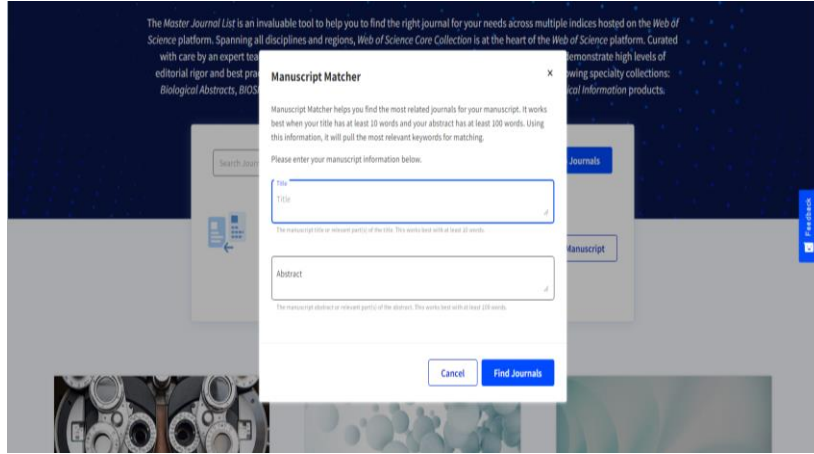 The Master Journal List is an invaluable tool to help you to find the right journal for your needs across multiple indices hosted on the Web of
Science platform. Spanning all disciplines and regions, Web of Science Core Collection is at the heart of the Web of Science platform. Curated
with care by an expert tea
demonstrate high levels of
editorial rigor and best pra
owing specialty collections:
Biological Abstracts, BIOSI
ical Information products.
Manuscript Matcher
×
Manuscript Matcher helps you find the most related journals for your manuscript. It works
best when your title has at least 10 words and your abstract has at least 100 words. Using
this information, it will pull the most relevant keywords for matching.
Please enter your manuscript information below.
Search Journ
Journals
Title
Title
The manuscript title or relevant part(s) of the title. This works best with at least 10 words.
Manuscript
Abstract
The manuscript abstract or relevant part(s) of the abstract. This works best with at least 100 words.
Cancel
Find Journals
Feedback